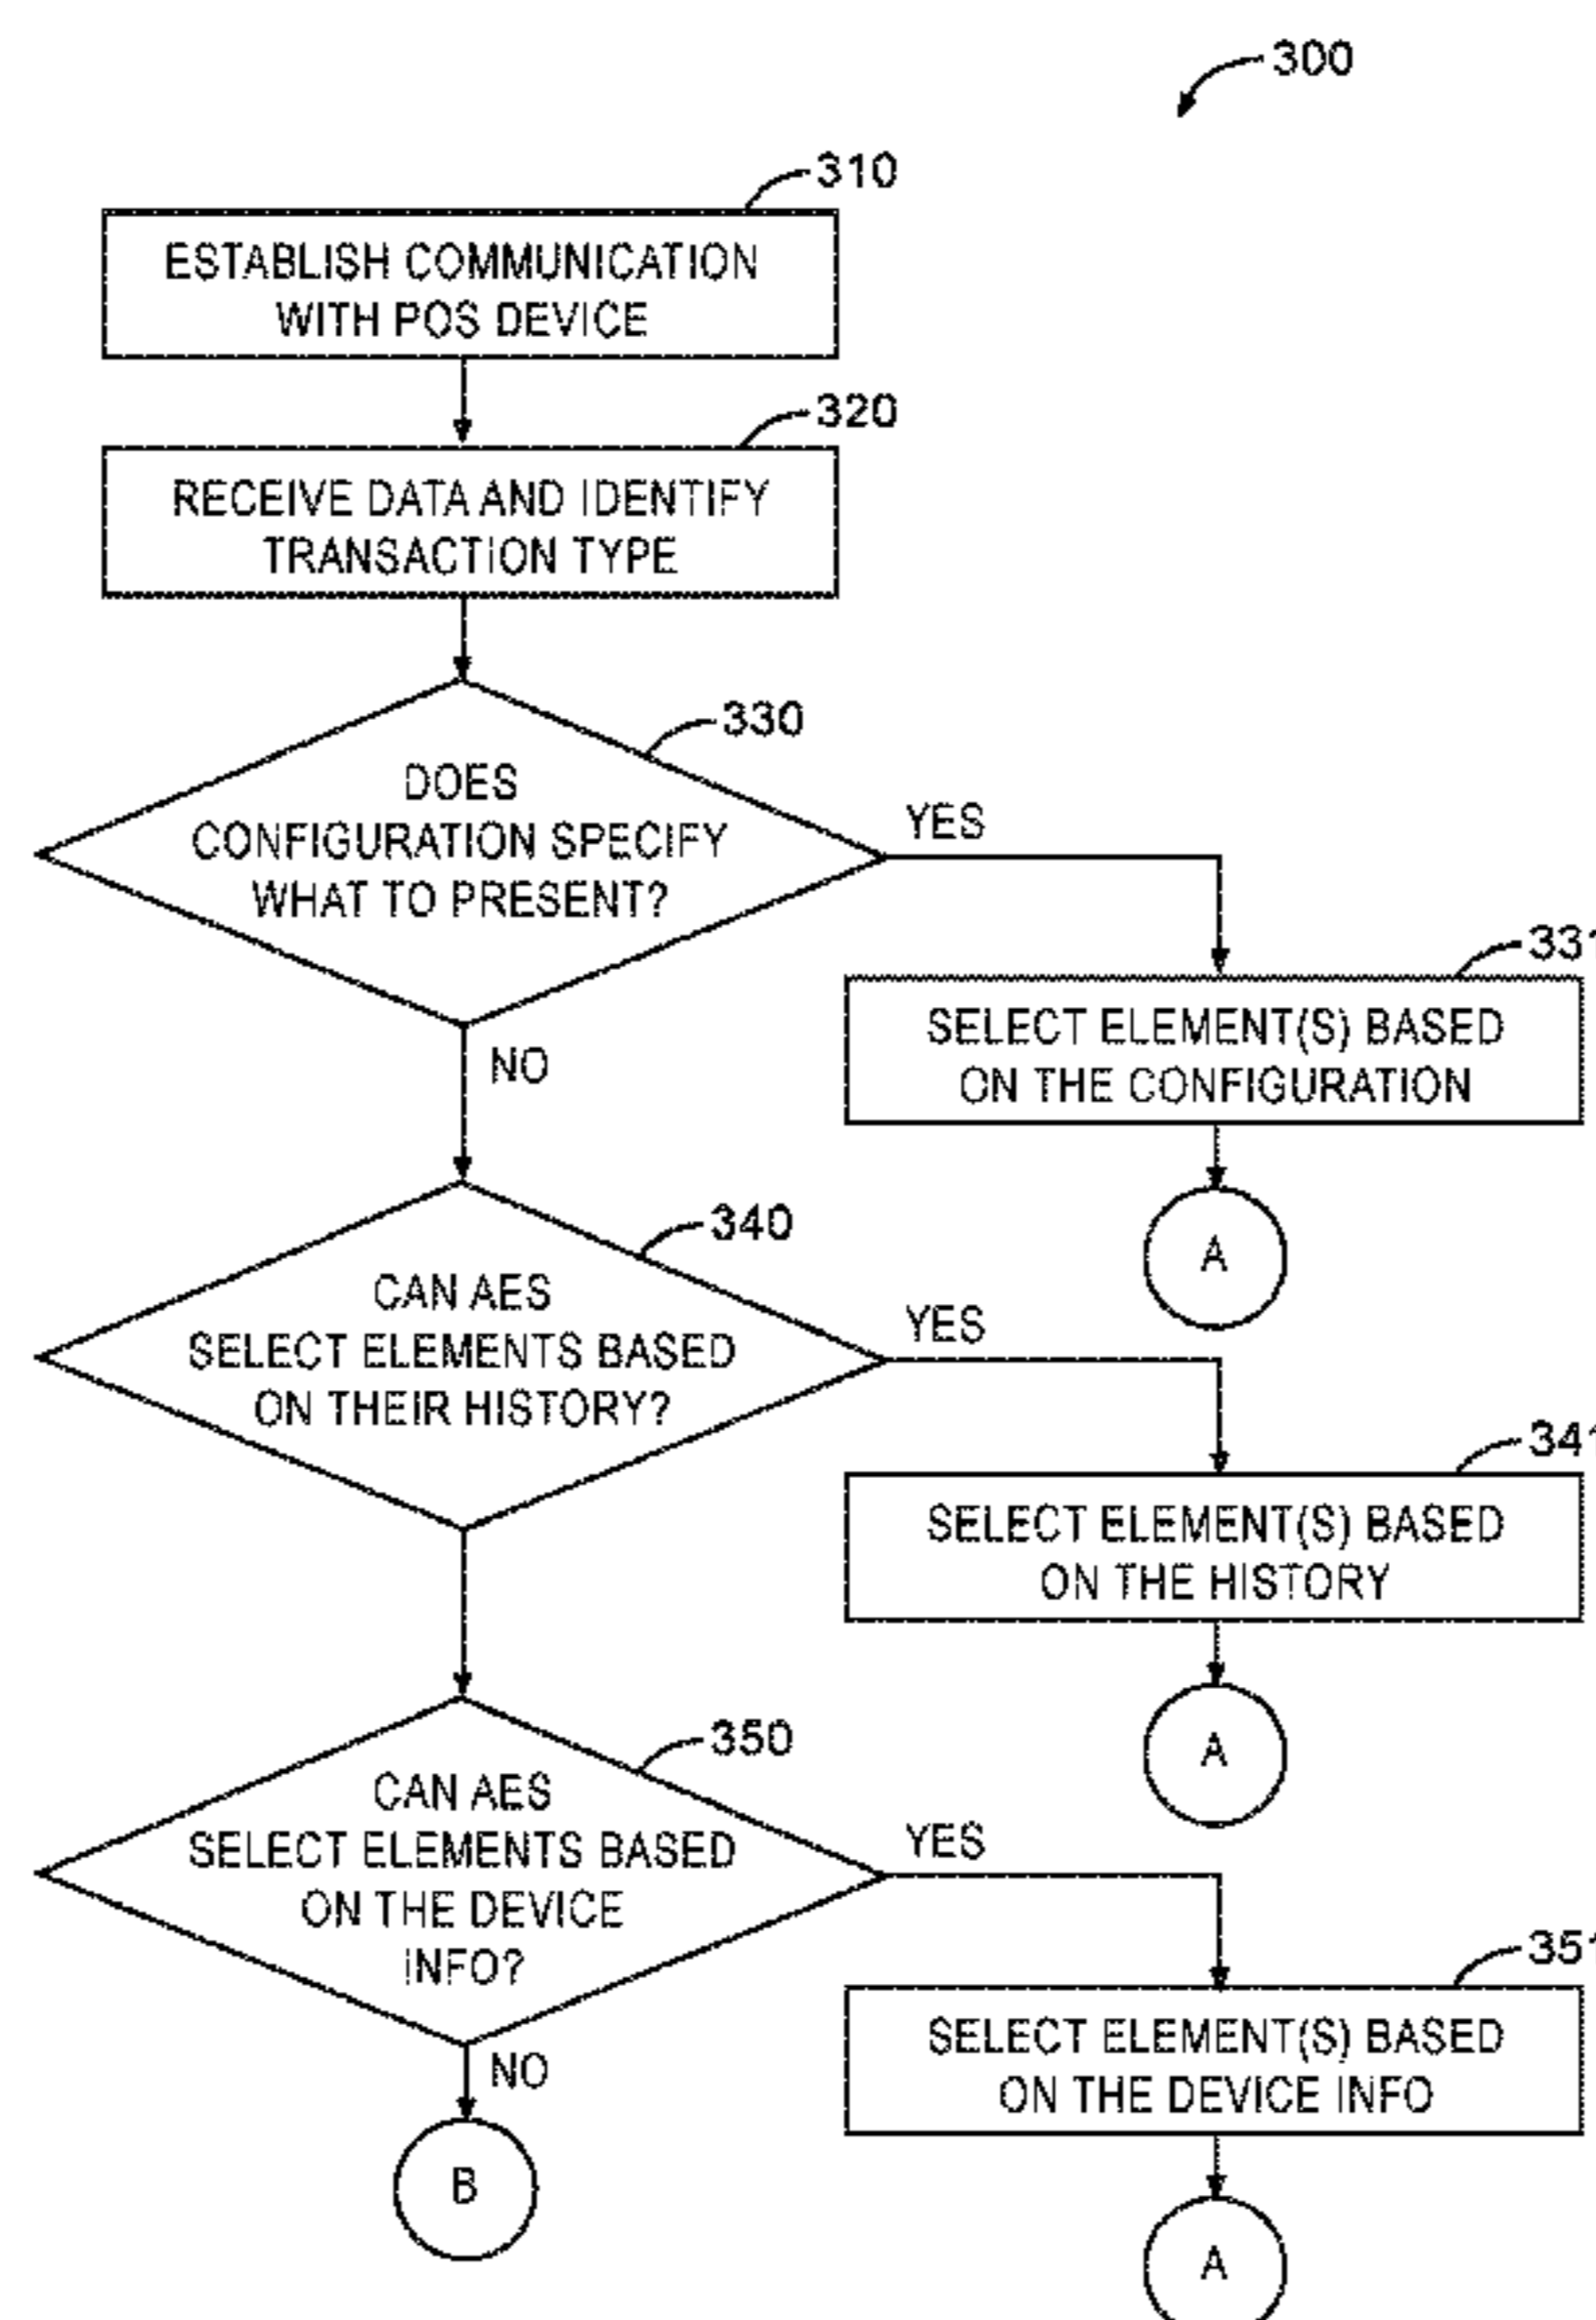 300
310
ESTABLISH COMMUNICATION
WITH POS DEVICE
320
RECEIVE DATA AND IDENTIFY
TRANSACTION TYPE
330
DOES
CONFIGURATION SPECIFY
WHAT TO PRESENT?
YES
NO
331
SELECT ELEMENT(S) BASED
ON THE CONFIGURATION
A
340
CAN AES
SELECT ELEMENTS BASED
ON THEIR HISTORY?
YES
341
SELECT ELEMENT(S) BASED
ON THE HISTORY
A
350
CAN AES
SELECT ELEMENTS BASED
ON THE DEVICE
INFO?
YES
NO
351
SELECT ELEMENT(S) BASED
ON THE DEVICE INFO
B
A